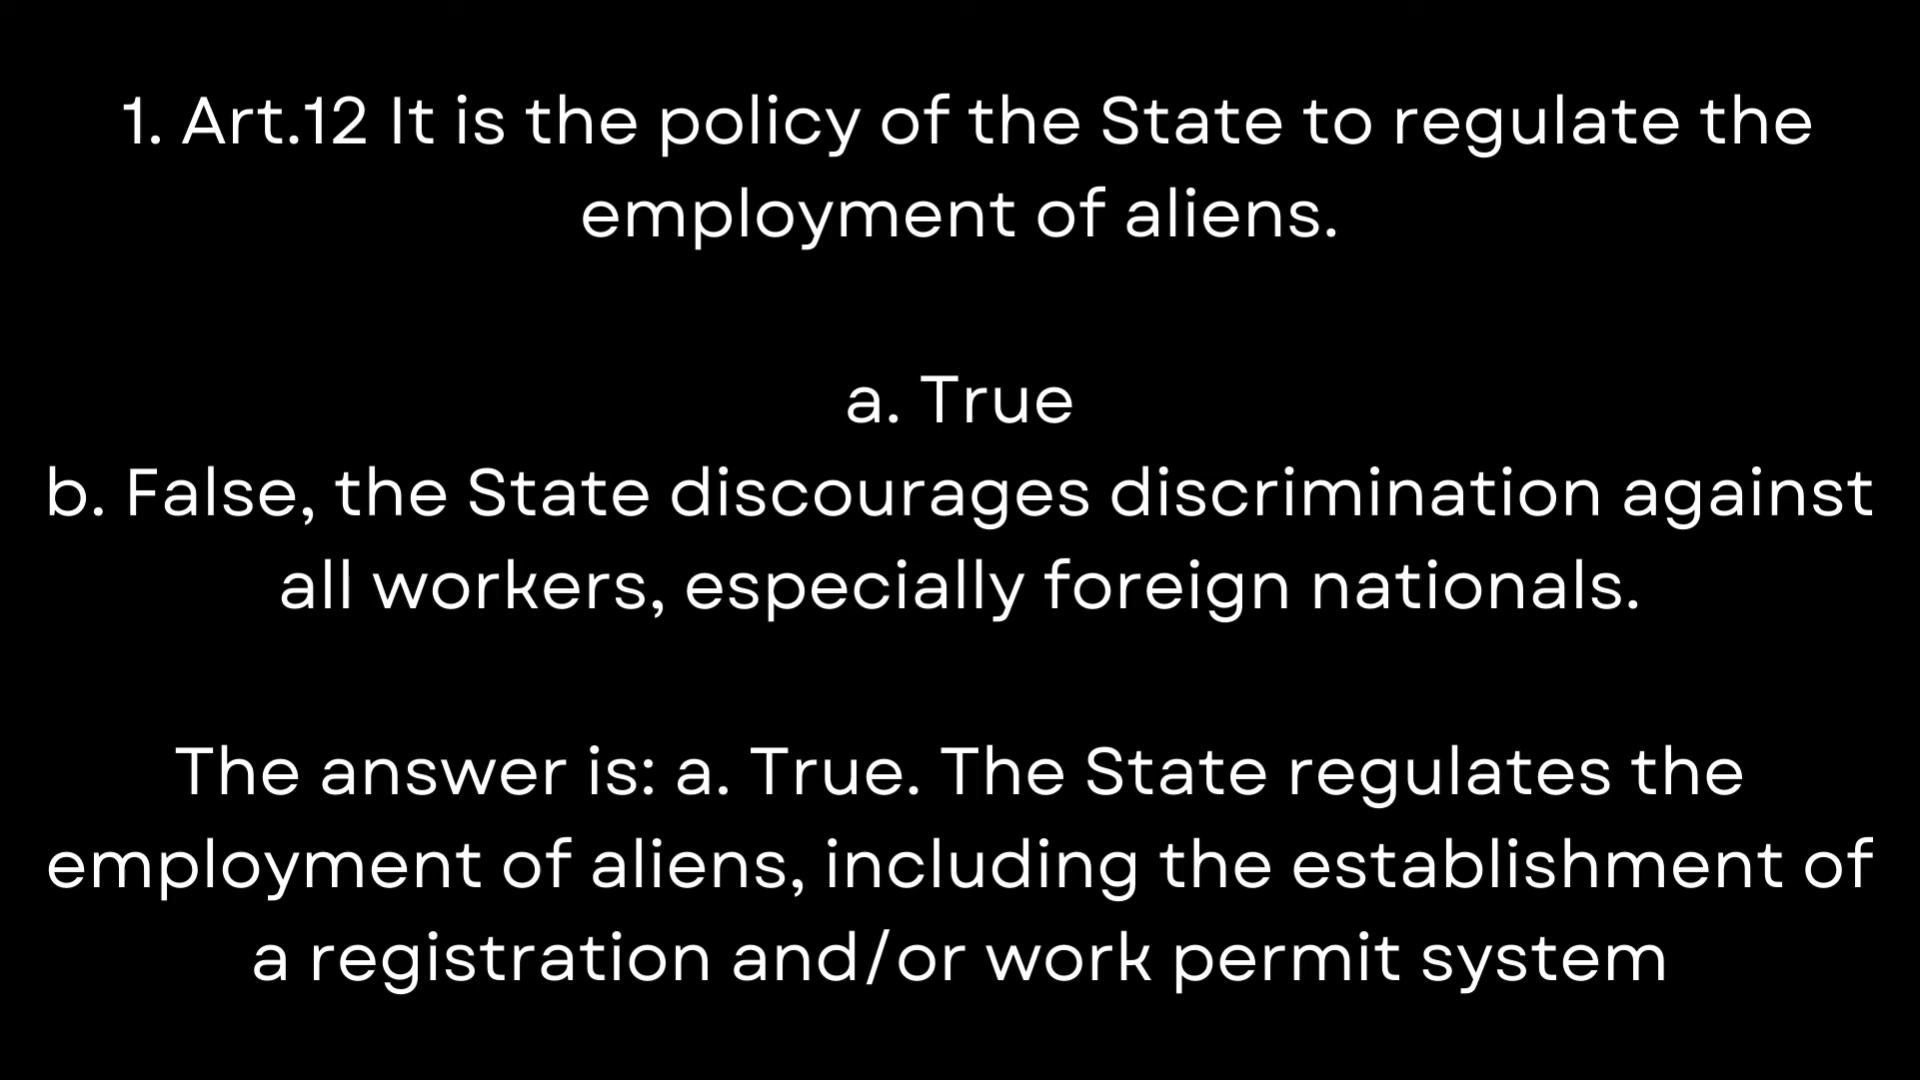 1. Art.12 It is the policy of the State to regulate the
employment of aliens.
a. True
b. False, the State discourages discrimination against
all workers, especially foreign nationals.
The answer is: a. True. The State regulates the
employment of aliens, including the establishment of
a registration and/or work permit system